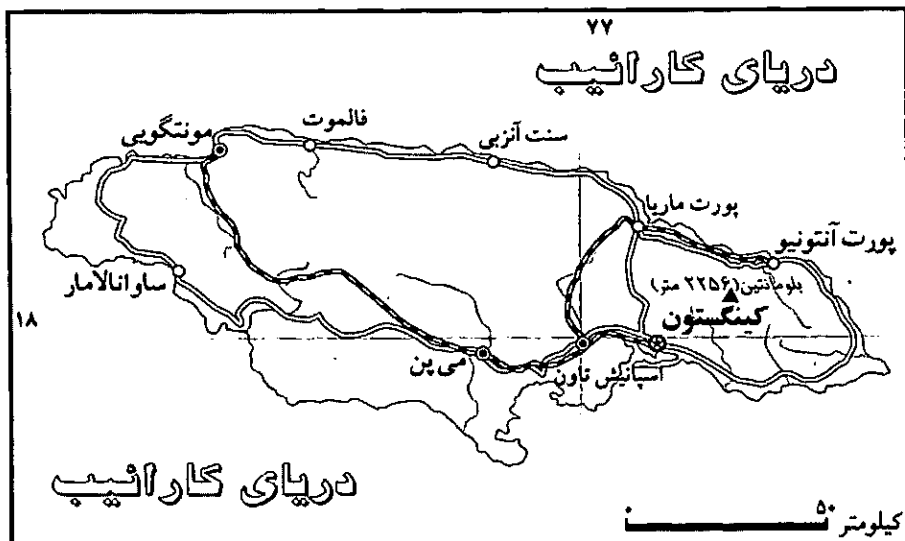 ۷۷
دریای کارائیب
مونتگویی
فالموت
سنت آنزبی
پورت ماریا
پورت آنتونیو
بلومانتین (۲۲۵۶ متر)
ساوانالامار
۱۸
کینگستون
می پن
اسپانیش تاون
دریای کارائیب
۵۰ کیلومتر